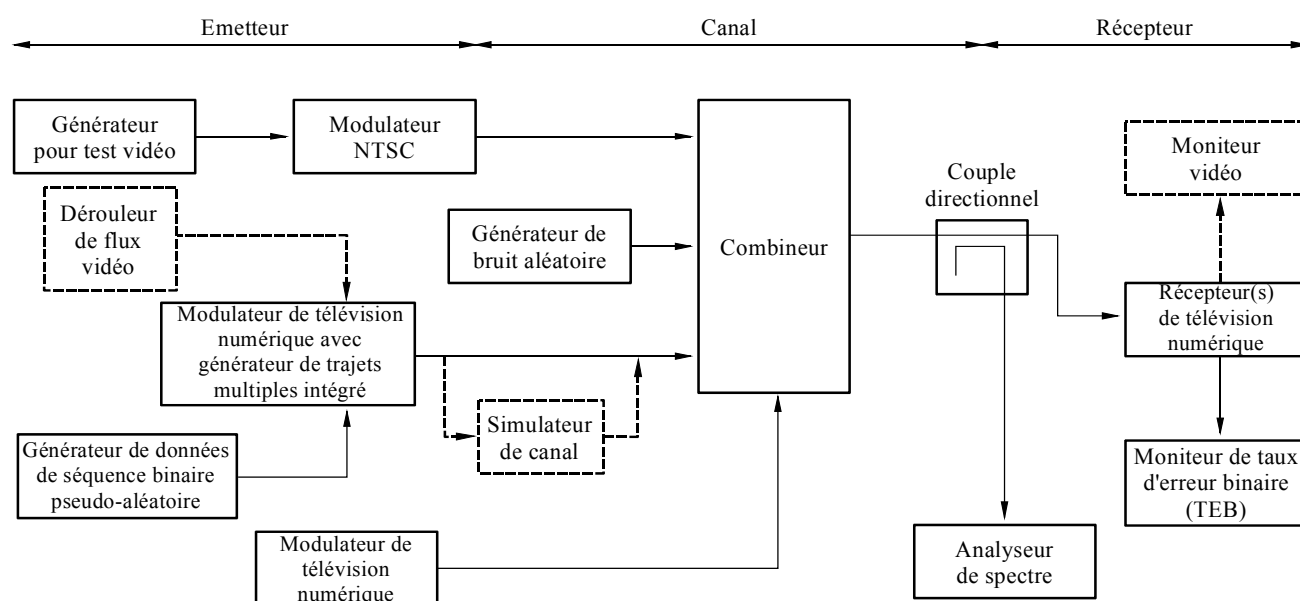 Emetteur
Canal
Récepteur
Générateur
pour test vidéo
Modulateur
NTSC
Moniteur
vidéo
Dérouleur
de flux
vidéo
Générateur de
bruit aléatoire
Combineur
Couple
directionnel
Modulateur de télévision
numérique avec
générateur de trajets
multiples intégré
Récepteur(s)
de télévision
numérique
Simulateur
de canal
Générateur de données
de séquence binaire
pseudo-aléatoire
Moniteur de taux
d'erreur binaire
(TEB)
Modulateur de
télévision
numérique
Analyseur
de spectre